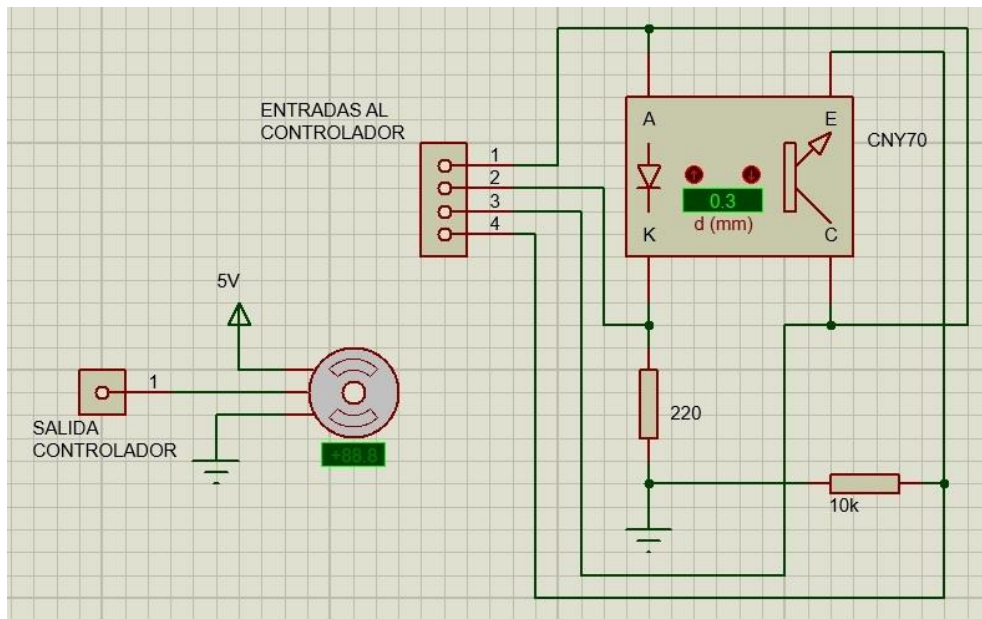 ENTRADAS AL
CONTROLADOR
1
2
3
4
A
E
CNY70
0.3
d (mm)
K
C
5V
1
SALIDA
CONTROLADOR
+88.8
220
10k